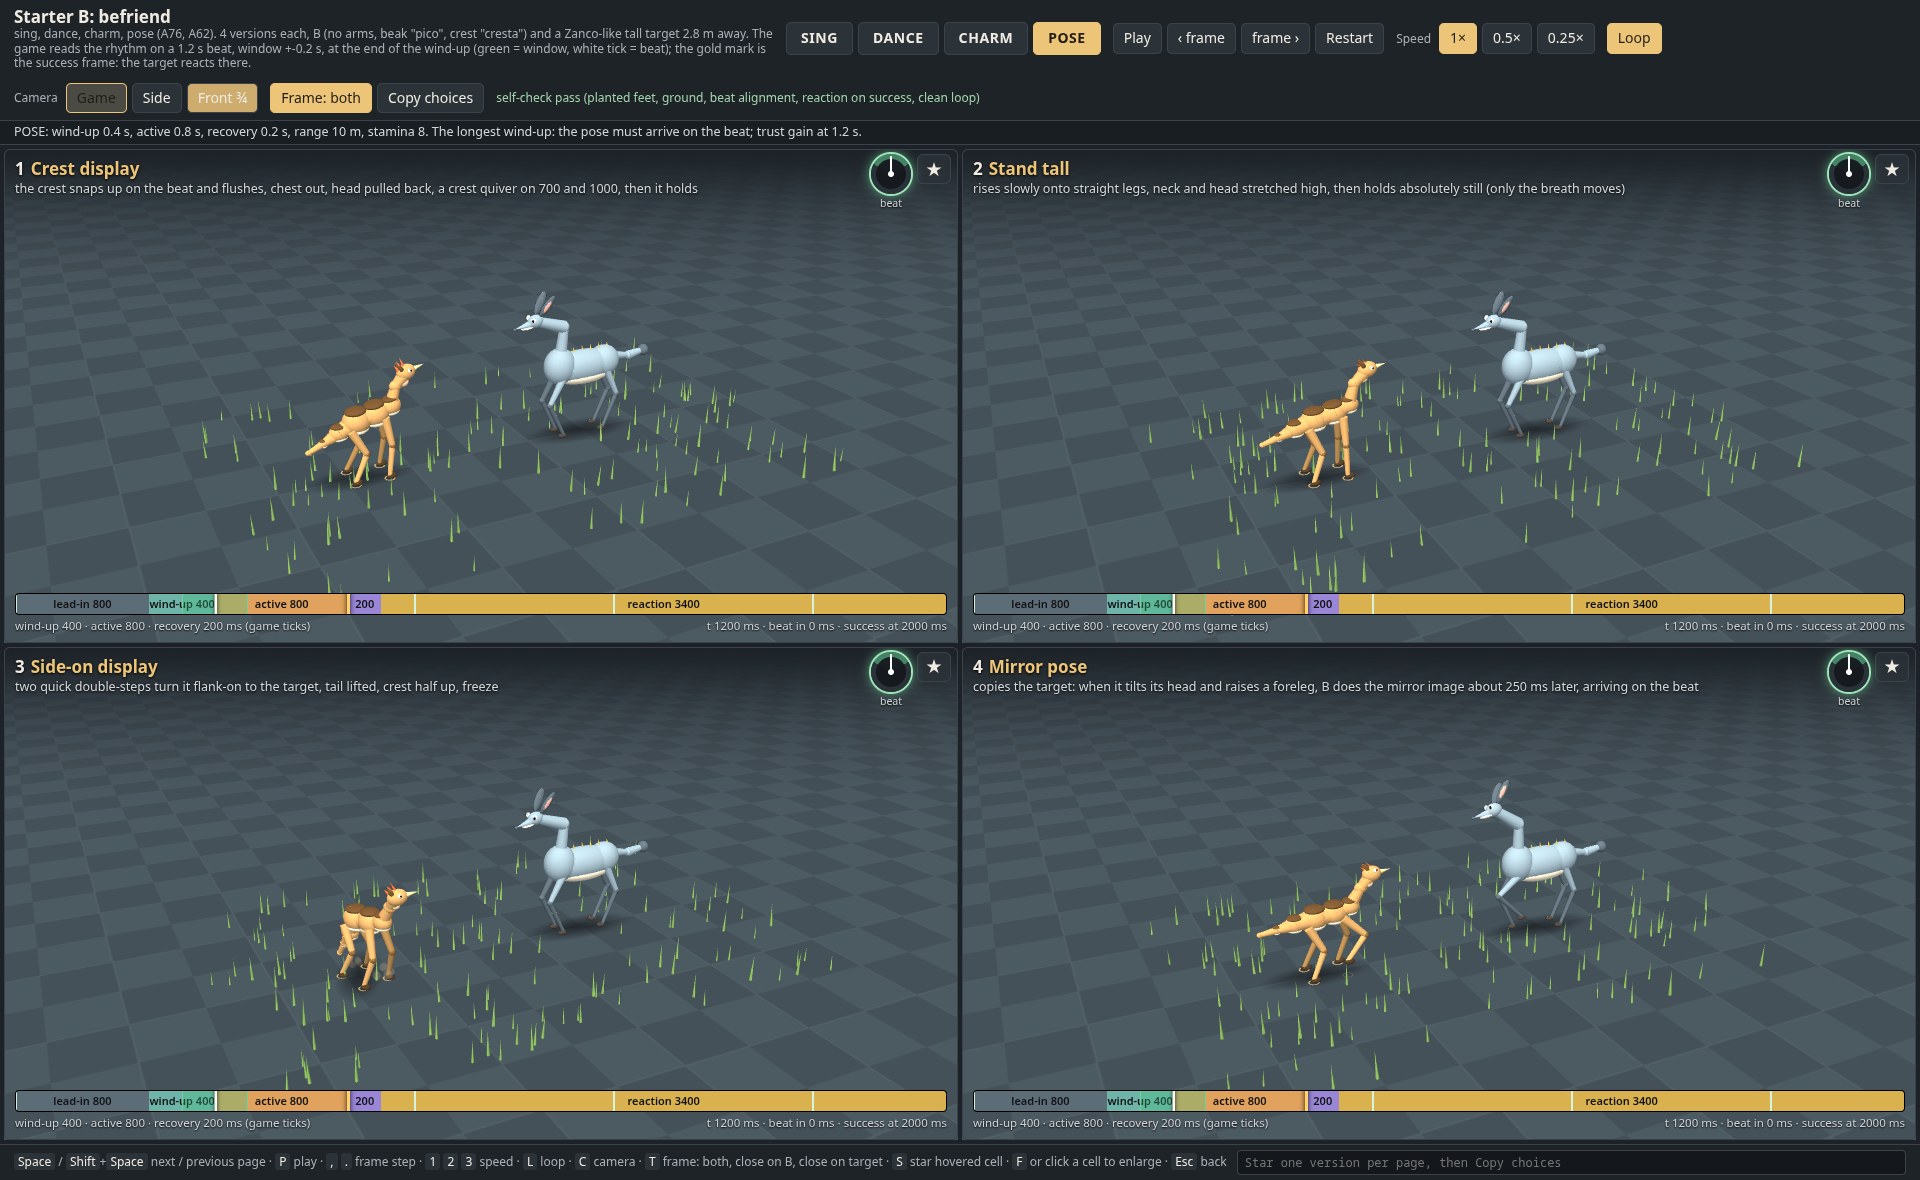 Starter B: befriend
sing, dance, charm, pose (A76, A62). 4 versions each, B (no arms, beak "pico", crest "cresta") and a Zanco-like tall target 2.8 m away. The
game reads the rhythm on a 1.2 s beat, window +-0.2 s, at the end of the wind-up (green = window, white tick = beat); the gold mark is
the success frame: the target reacts there.
SING DANCE CHARM POSE Play ‹ frame frame › Restart Speed 1× 0.5× 0.25× Loop
Camera Game Side Front ¾ Frame: both Copy choices self-check pass (planted feet, ground, beat alignment, reaction on success, clean loop)
POSE: wind-up 0.4 s, active 0.8 s, recovery 0.2 s, range 10 m, stamina 8. The longest wind-up: the pose must arrive on the beat; trust gain at 1.2 s.
1 Crest display
the crest snaps up on the beat and flushes, chest out, head pulled back, a crest quiver on 700 and 1000, then it holds
beat
★
lead-in 800 wind-up 400 active 800 200 reaction 3400
wind-up 400 · active 800 · recovery 200 ms (game ticks) t 1200 ms · beat in 0 ms · success at 2000 ms
2 Stand tall
rises slowly onto straight legs, neck and head stretched high, then holds absolutely still (only the breath moves)
beat
★
lead-in 800 wind-up 400 active 800 200 reaction 3400
wind-up 400 · active 800 · recovery 200 ms (game ticks) t 1200 ms · beat in 0 ms · success at 2000 ms
3 Side-on display
two quick double-steps turn it flank-on to the target, tail lifted, crest half up, freeze
beat
★
lead-in 800 wind-up 400 active 800 200 reaction 3400
wind-up 400 · active 800 · recovery 200 ms (game ticks) t 1200 ms · beat in 0 ms · success at 2000 ms
4 Mirror pose
copies the target: when it tilts its head and raises a foreleg, B does the mirror image about 250 ms later, arriving on the beat
beat
★
lead-in 800 wind-up 400 active 800 200 reaction 3400
wind-up 400 · active 800 · recovery 200 ms (game ticks) t 1200 ms · beat in 0 ms · success at 2000 ms
Space / Shift+Space next / previous page · P play · , . frame step · 1 2 3 speed · L loop · C camera · T frame: both, close on B, close on target · S star hovered cell · F or click a cell to enlarge · Esc back Star one version per page, then Copy choices